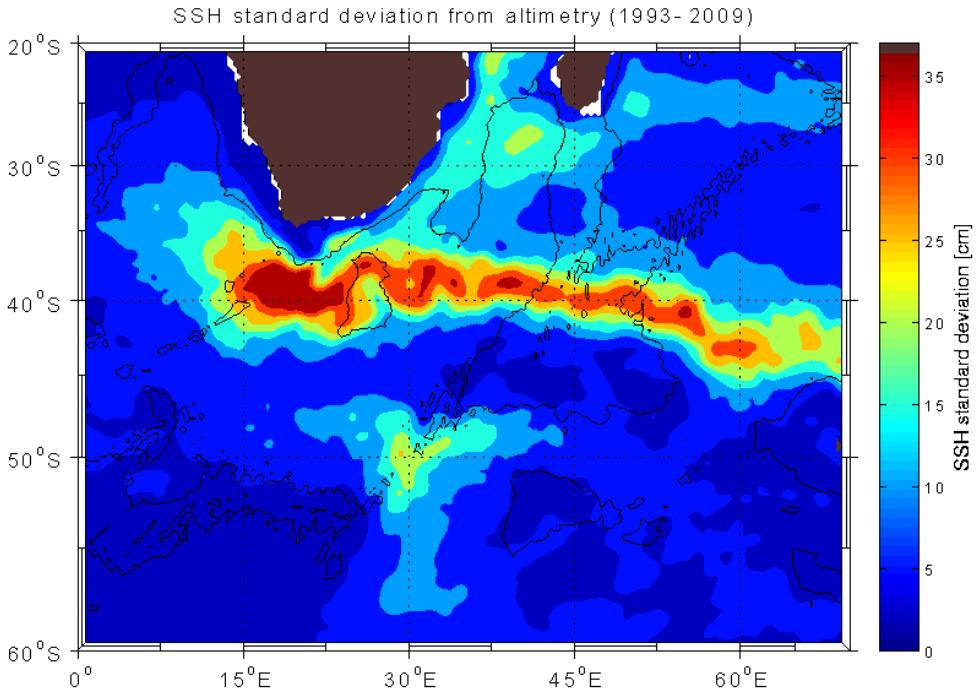 SSH standard deviation from altimetry (1993-2009)
20°S
30°S
40°S
50°S
60°S
0°
15°E
30°E
45°E
60°E
35
30
25
20
15
10
5
0
SSH standard deviation [cm]